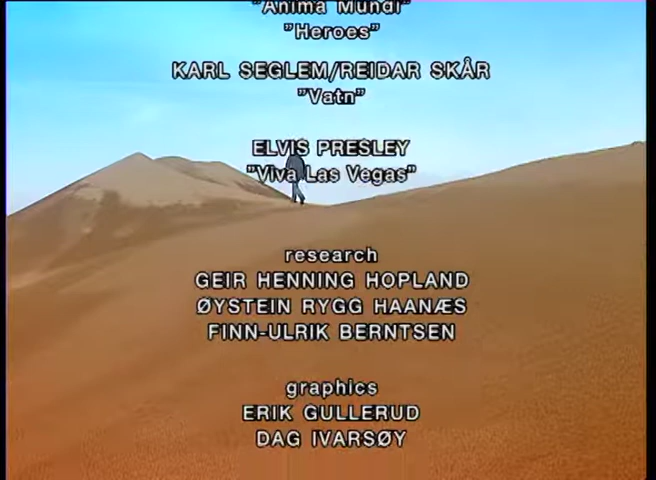 "Anima Mundi"
"Heroes"
KARL SEGLEM/REIDAR SKÅR
"Vatn"
ELVIS PRESLEY
"Viva Las Vegas"
research
GEIR HENNING HOPLAND
ØYSTEIN RYGG HAANÆS
FINN-ULRIK BERNTSEN
graphics
ERIK GULLERUD
DAG IVARSØY